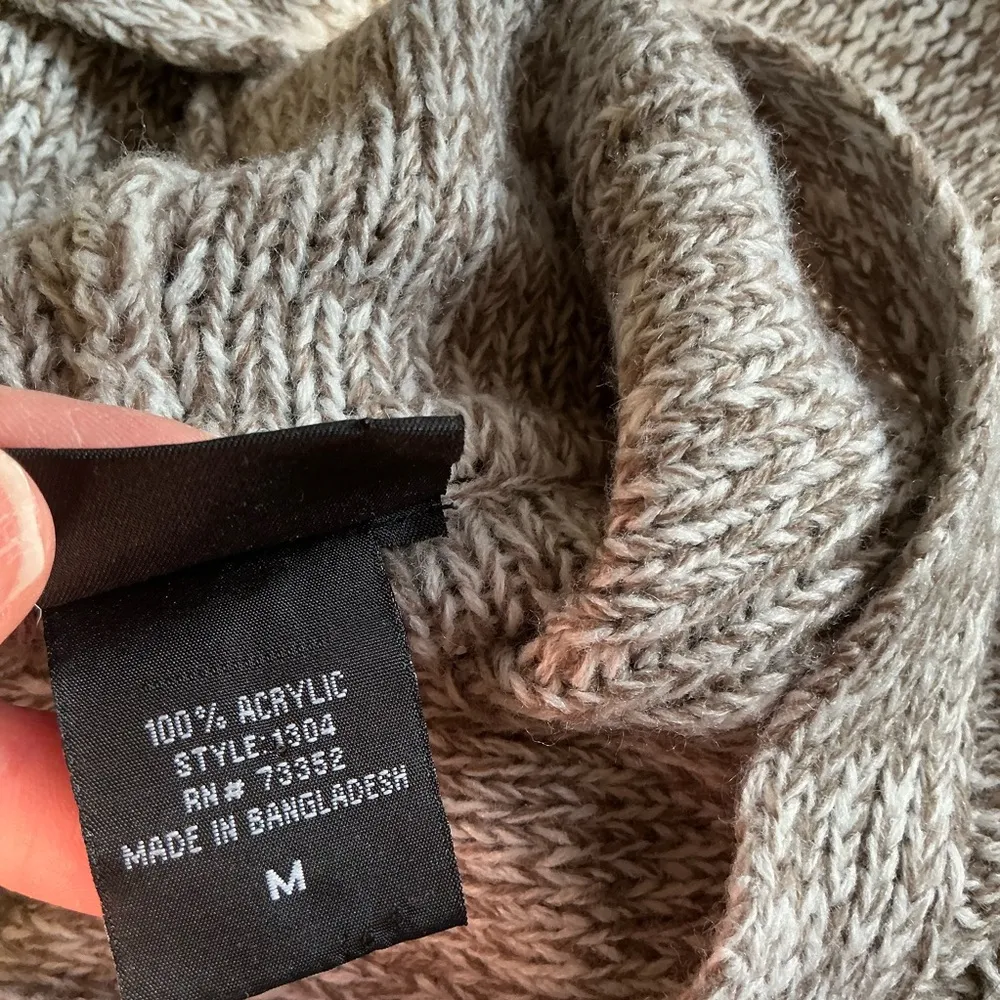 100% ACRYLIC
STYLE:1304
RN# 73352
MADE IN BANGLADESH
M